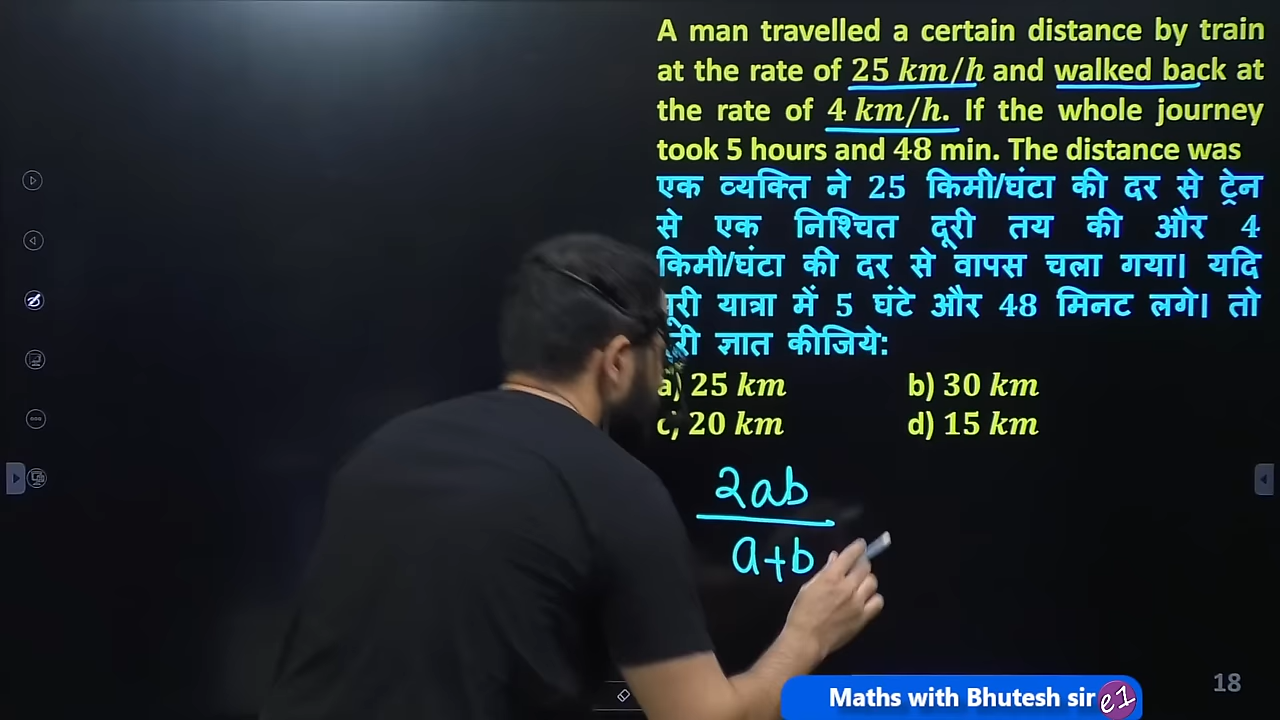 A man travelled a certain distance by train
at the rate of 25 km/h and walked back at
the rate of 4 km/h. If the whole journey
took 5 hours and 48 min. The distance was
एक व्यक्ति ने 25 किमी/घंटा की दर से ट्रेन
से एक निश्चित दूरी तय की और 4
किमी/घंटा की दर से वापस चला गया। यदि
यात्रा में 5 घंटे और 48 मिनट लगे। तो
ज्ञात कीजिये:
a) 25 km b) 30 km
c) 20 km d) 15 km
2ab
a+b
18
Maths with Bhutesh sir e1